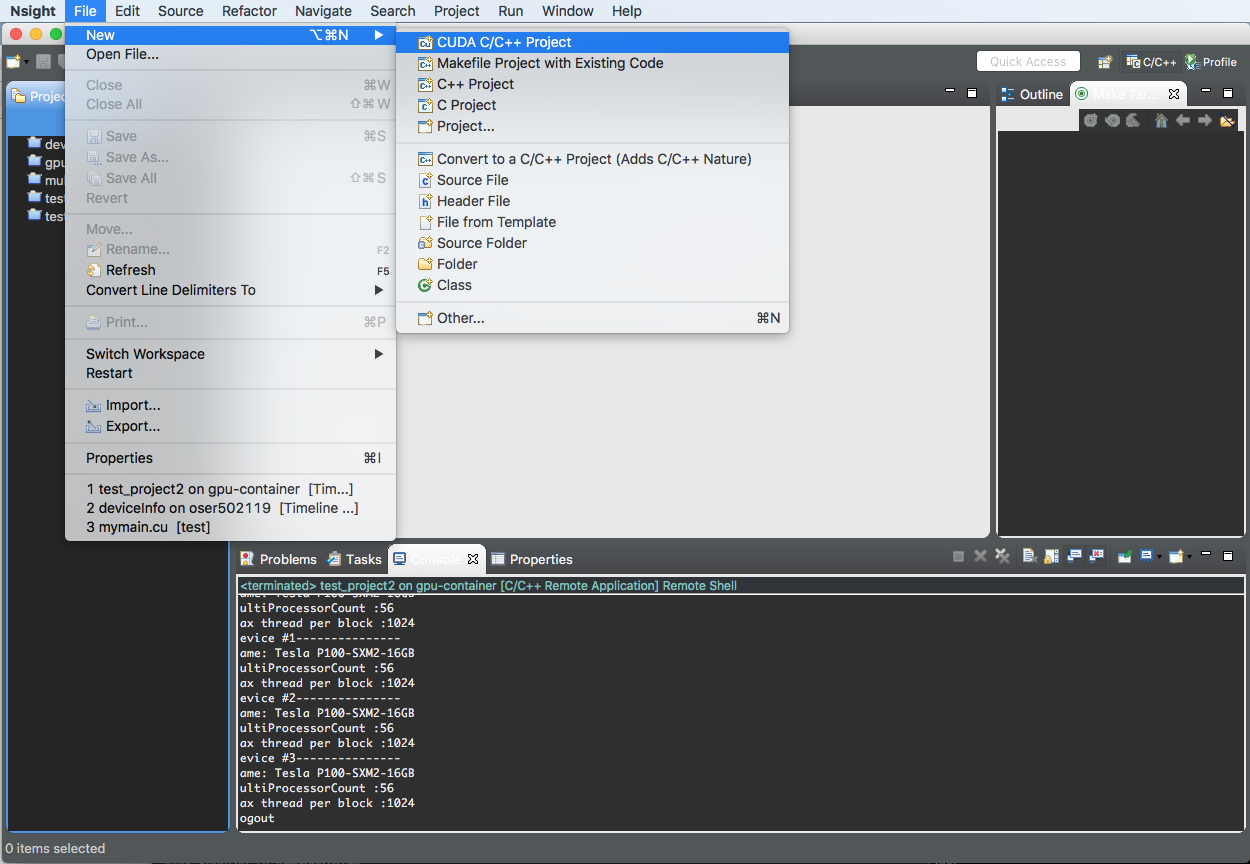 Nsight File Edit Source Refactor Navigate Search Project Run Window Help
New ⌥⌘N
Open File...
Close ⌘W
Close All ⇧⌘W
Save ⌘S
Save As...
Save All ⇧⌘S
Revert
Move...
Rename... F2
Refresh F5
Convert Line Delimiters To
Print... ⌘P
Switch Workspace
Restart
Import...
Export...
Properties ⌘I
1 test_project2 on gpu-container [Tim...]
2 deviceInfo on oser502119 [Timeline ...]
3 mymain.cu [test]
CUDA C/C++ Project
Makefile Project with Existing Code
C++ Project
C Project
Project...
Convert to a C/C++ Project (Adds C/C++ Nature)
Source File
Header File
File from Template
Source Folder
Folder
Class
Other... ⌘N
Quick Access
C/C++
Profile
Projec
dev
gpu
mul
test
test
Outline
Make Tar...
Problems
Tasks
Console
Properties
<terminated> test_project2 on gpu-container [C/C++ Remote Application] Remote Shell
ame: Tesla P100-SXM2-16GB
ultiProcessorCount :56
ax thread per block :1024
evice #1---------------
ame: Tesla P100-SXM2-16GB
ultiProcessorCount :56
ax thread per block :1024
evice #2---------------
ame: Tesla P100-SXM2-16GB
ultiProcessorCount :56
ax thread per block :1024
evice #3---------------
ame: Tesla P100-SXM2-16GB
ultiProcessorCount :56
ax thread per block :1024
ogout
0 items selected